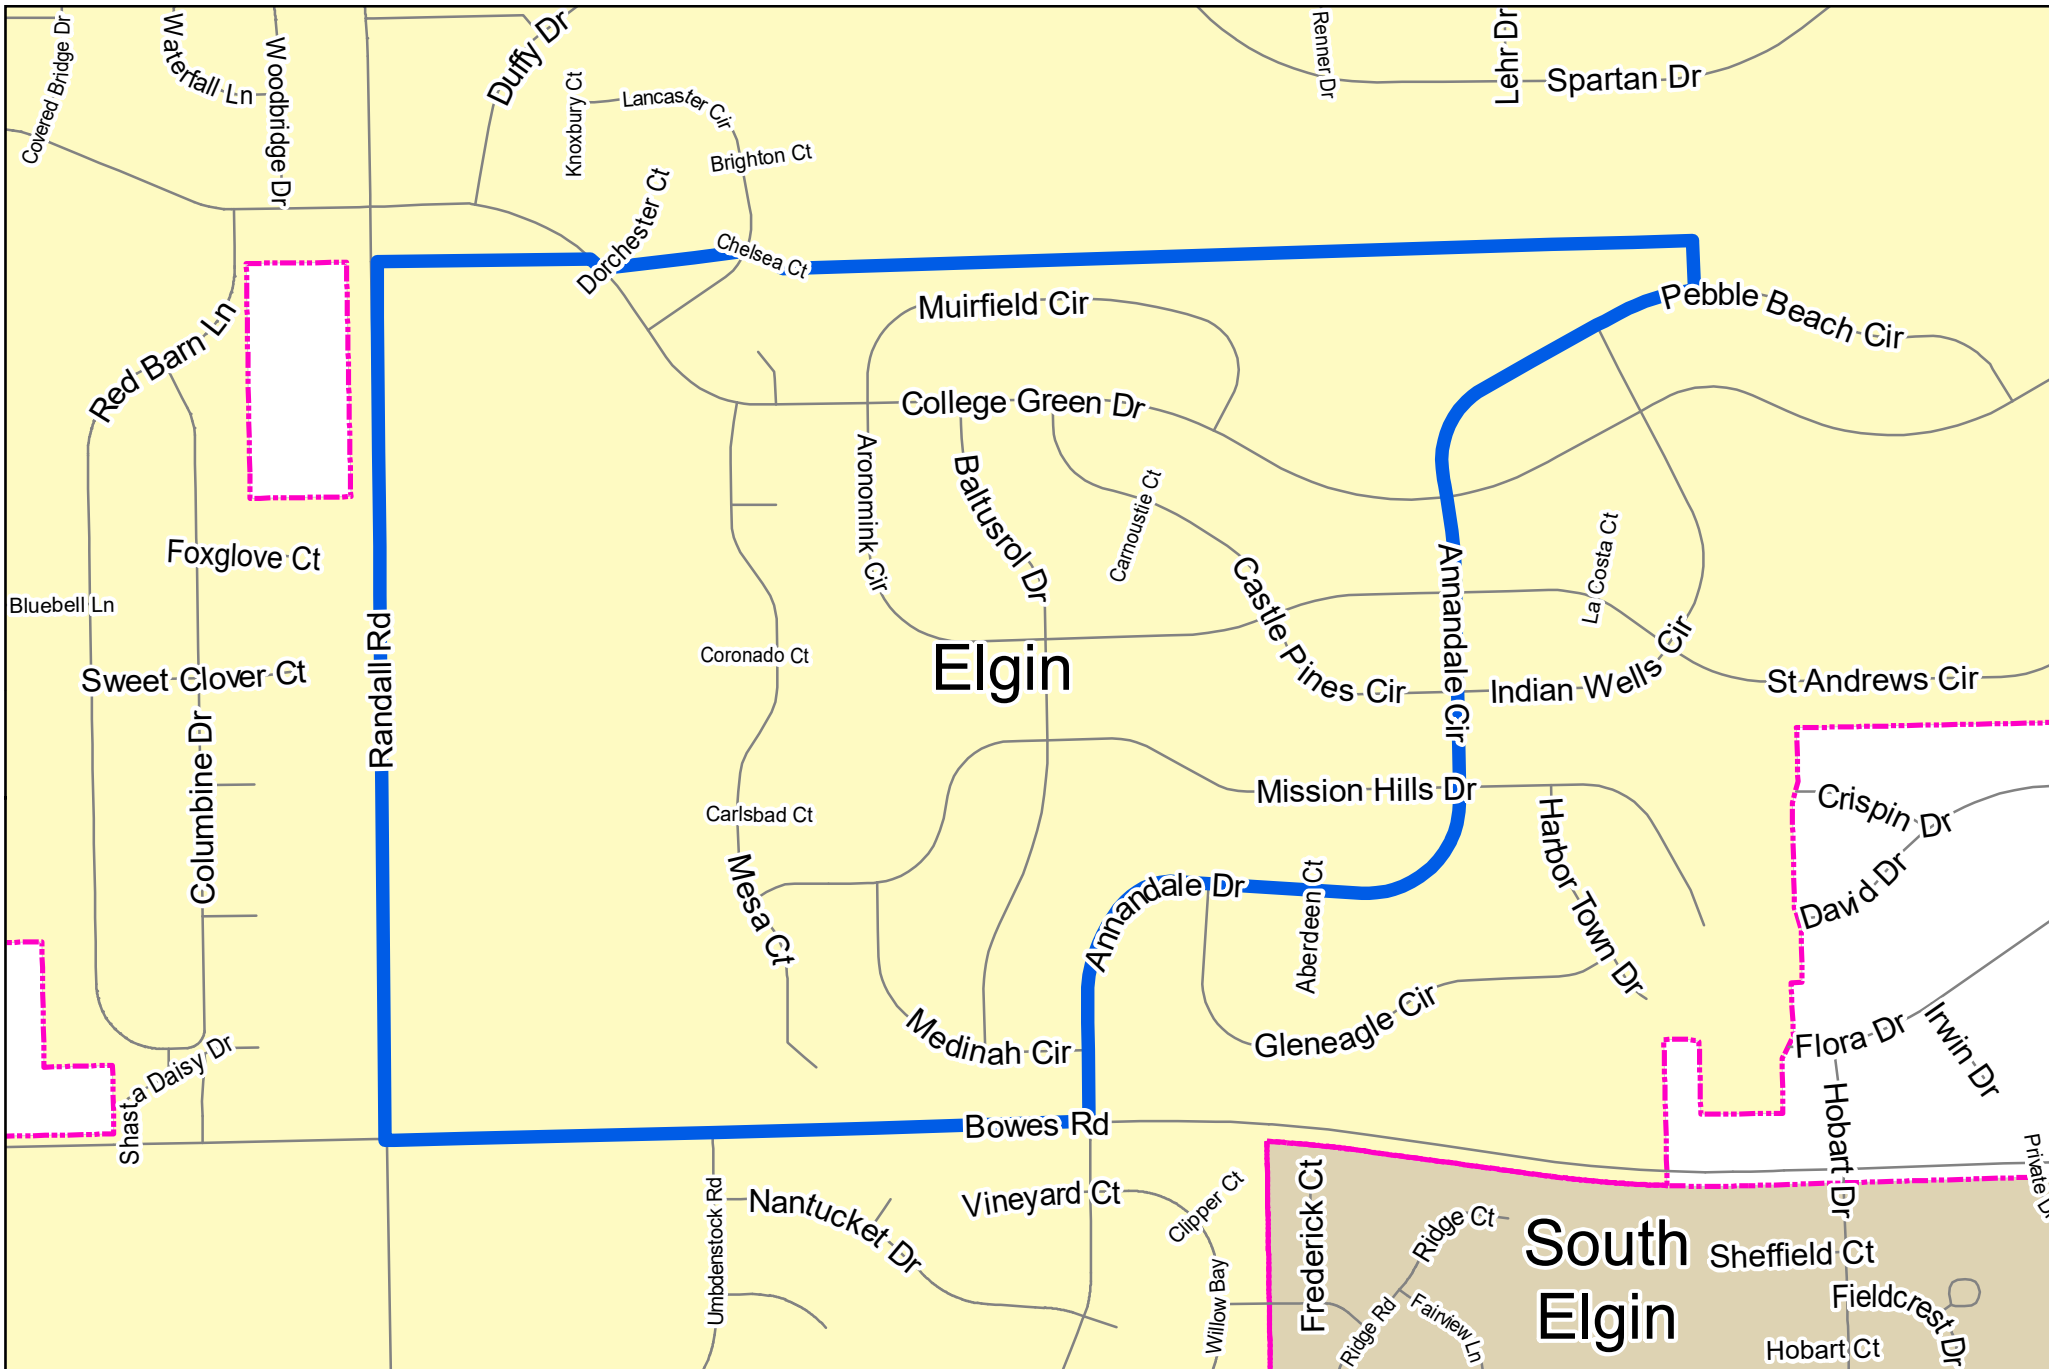 Covered Bridge Dr
Waterfall Ln
Woodbridge Dr
Duffy Dr
Knoxbury Ct
Lancaster Cir
Brighton Ct
Renner Dr
Lehr Dr
Spartan Dr
Dorchester Ct
Chelsea Ct
Muirfield Cir
Pebble Beach Cir
Red Barn Ln
College Green Dr
Aronomink Cir
Baltusrol Dr
Carnoustie Ct
Foxglove Ct
Annandale Cir
La Costa Ct
Castle Pines Cir
Bluebell Ln
Randall Rd
Coronado Ct
Elgin
Sweet Clover Ct
Indian Wells Cir
St Andrews Cir
Columbine Dr
Mission Hills Dr
Crispin Dr
Carlsbad Ct
Harbor Town Dr
Mesa Ct
Annandale Dr
Aberdeen Ct
David Dr
Medinah Cir
Gleneagle Cir
Flora Dr
Irwin Dr
Shasta Daisy Dr
Hobart Dr
Bowes Rd
Private Dr
Umbdenstock Rd
Nantucket Dr
Vineyard Ct
Clipper Ct
Willow Bay
Frederick Ct
Ridge Ct
South
Elgin
Sheffield Ct
Ridge Rd
Fairview Ln
Fieldcrest Dr
Hobart Ct